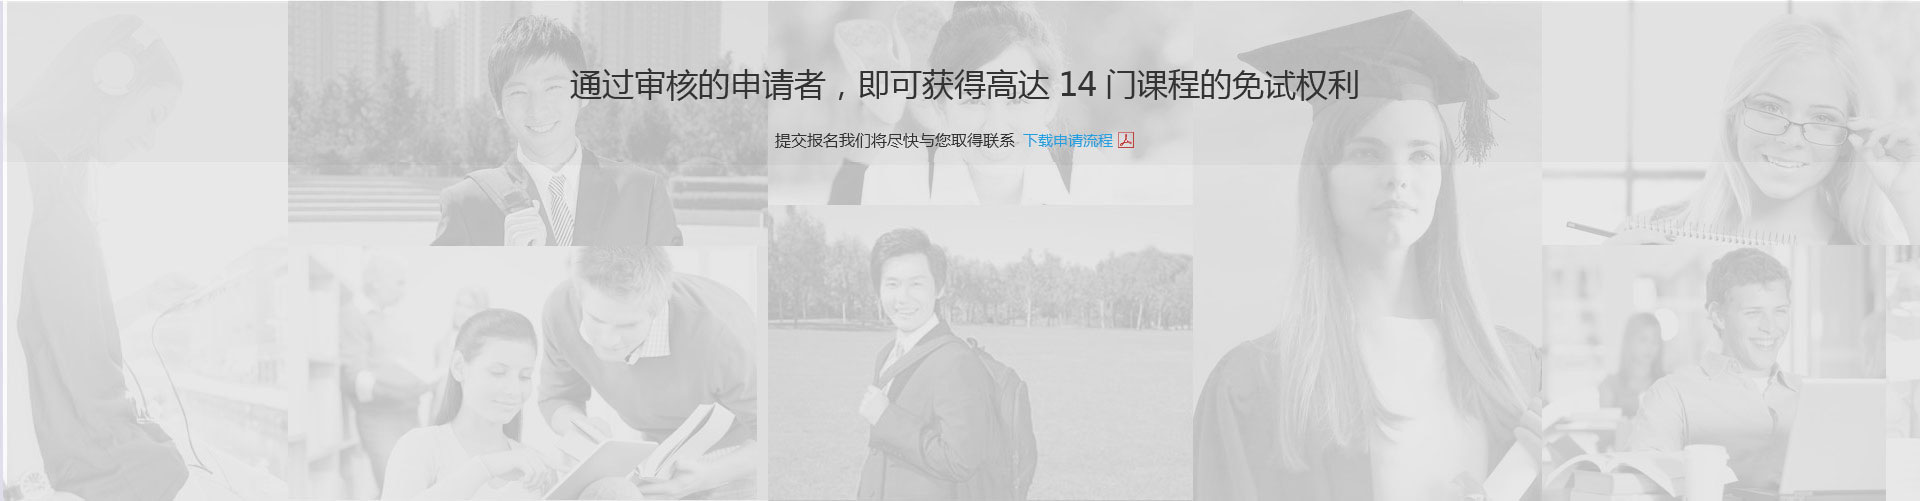 通过审核的申请者，即可获得高达 14 门课程的免试权利
提交报名我们将尽快与您取得联系 下载申请流程